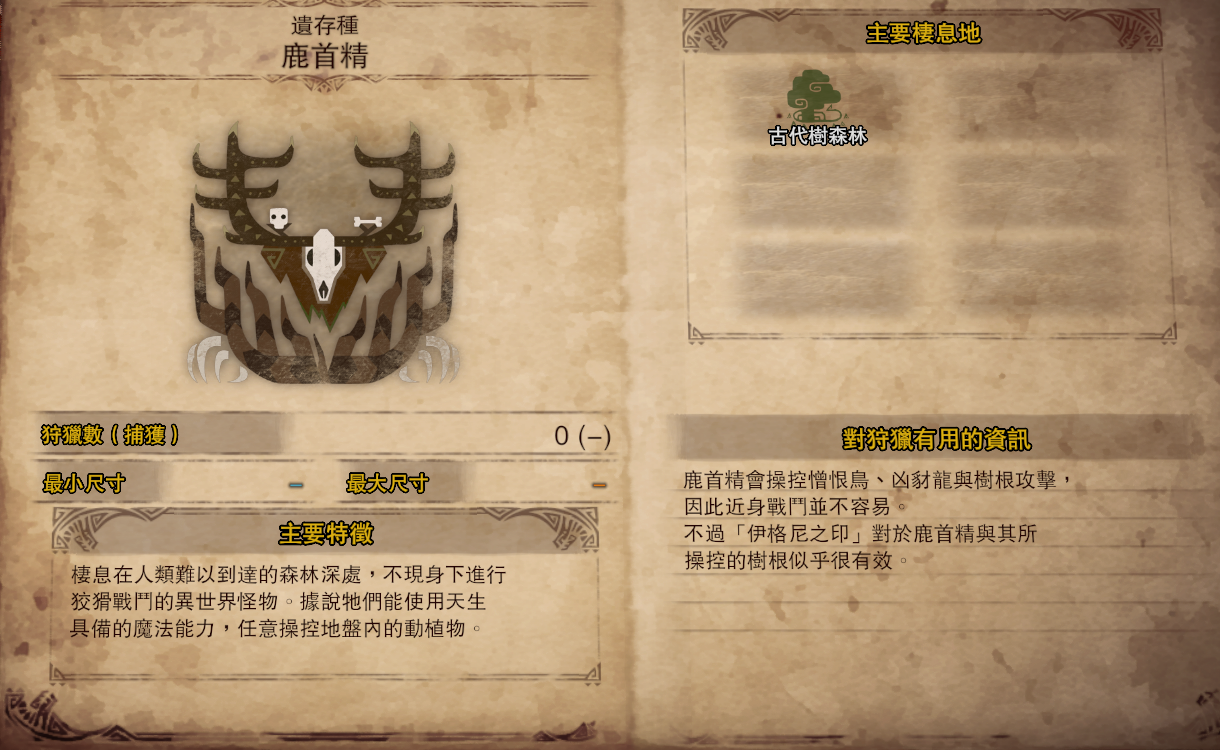 遺存種
鹿首精
狩獵數（捕獲）
0 (–)
最小尺寸
–
最大尺寸
–
主要特徵
棲息在人類難以到達的森林深處，不現身下進行
狡猾戰鬥的異世界怪物。據說牠們能使用天生
具備的魔法能力，任意操控地盤內的動植物。
主要棲息地
古代樹森林
對狩獵有用的資訊
鹿首精會操控憎恨鳥、凶豺龍與樹根攻擊，
因此近身戰鬥並不容易。
不過「伊格尼之印」對於鹿首精與其所
操控的樹根似乎很有效。